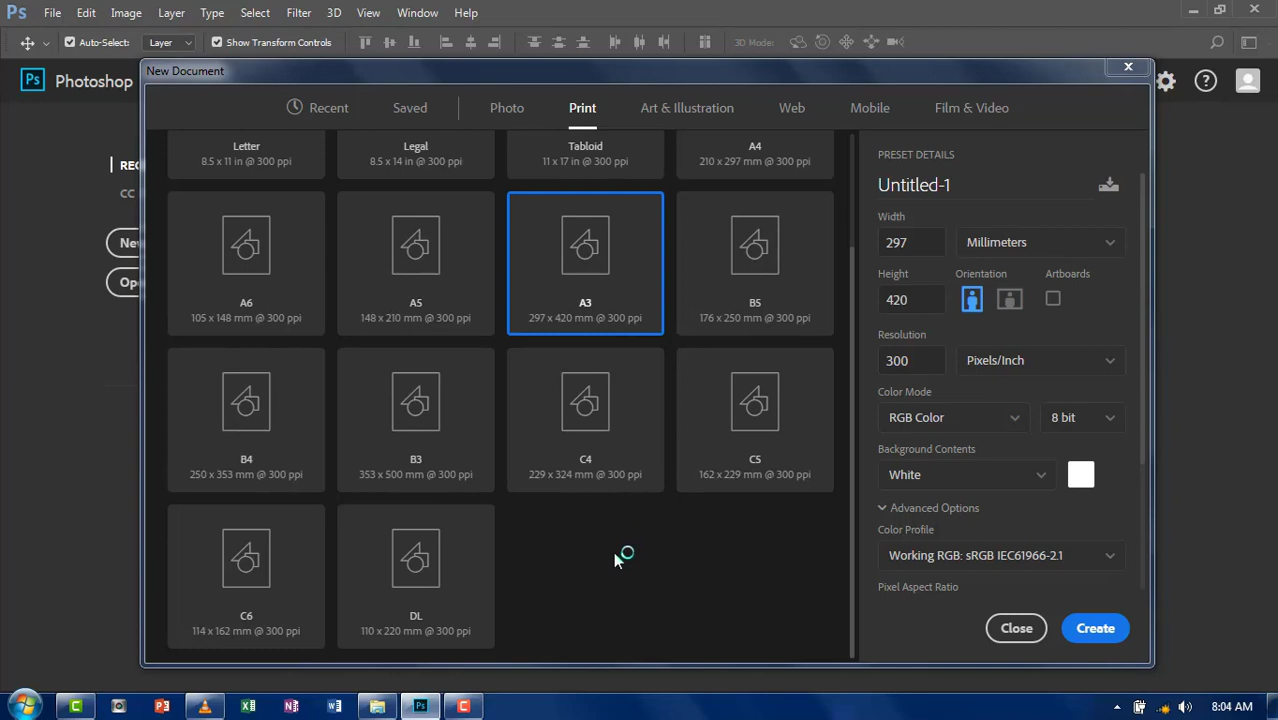 Ps File Edit Image Layer Type Select Filter 3D View Window Help
Auto-Select: Layer Show Transform Controls 3D Mode:
New Document
Ps Photoshop
Recent Saved Photo Print Art & Illustration Web Mobile Film & Video
Letter Legal Tabloid A4
8.5 x 11 in @ 300 ppi 8.5 x 14 in @ 300 ppi 11 x 17 in @ 300 ppi 210 x 297 mm @ 300 ppi
A6 A5 A3 B5
105 x 148 mm @ 300 ppi 148 x 210 mm @ 300 ppi 297 x 420 mm @ 300 ppi 176 x 250 mm @ 300 ppi
B4 B3 C4 C5
250 x 353 mm @ 300 ppi 353 x 500 mm @ 300 ppi 229 x 324 mm @ 300 ppi 162 x 229 mm @ 300 ppi
C6 DL
114 x 162 mm @ 300 ppi 110 x 220 mm @ 300 ppi
PRESET DETAILS
Untitled-1
Width
297 Millimeters
Height Orientation Artboards
420
Resolution
300 Pixels/Inch
Color Mode
RGB Color 8 bit
Background Contents
White
Advanced Options
Color Profile
Working RGB: sRGB IEC61966-2.1
Pixel Aspect Ratio
Close Create
CC
8:04 AM